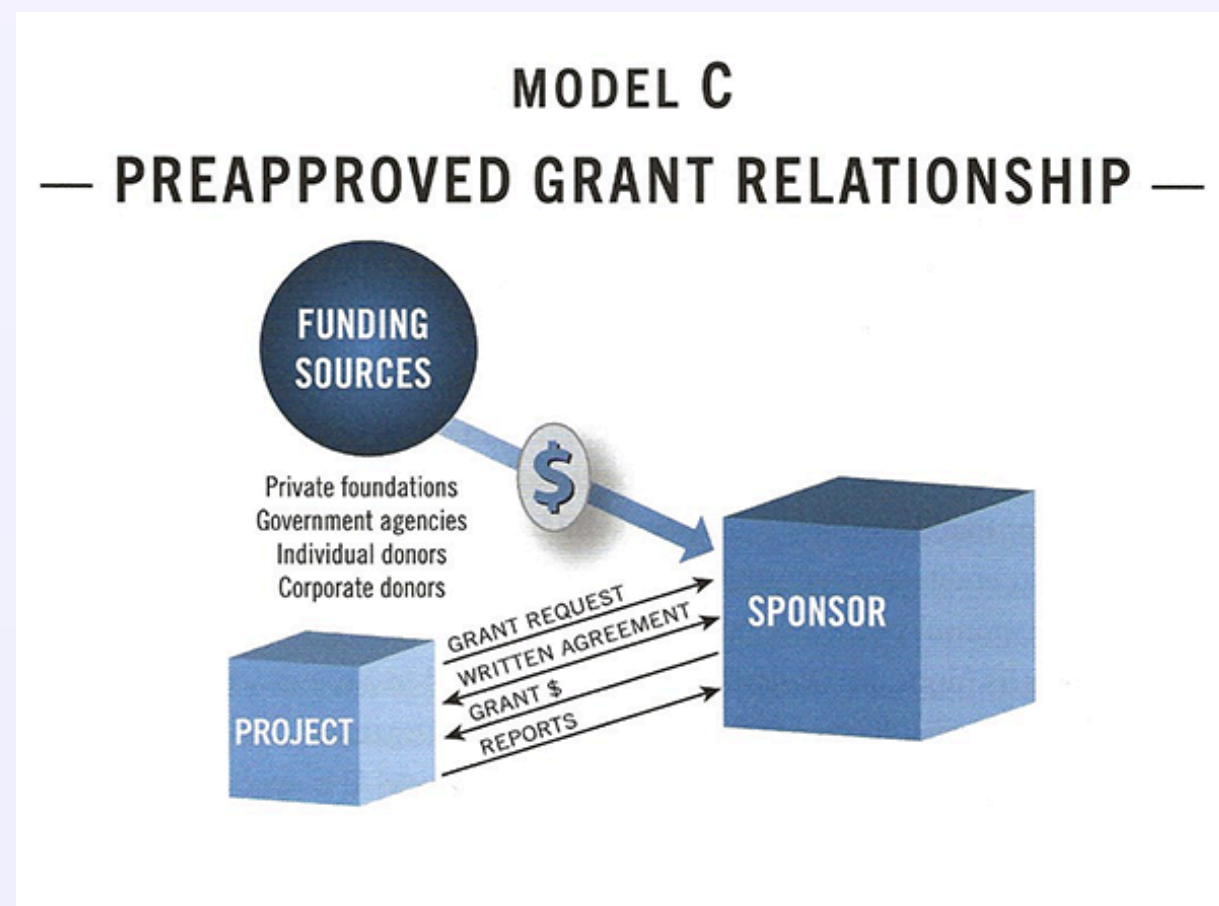 MODEL C
— PREAPPROVED GRANT RELATIONSHIP —
FUNDING
SOURCES
$
Private foundations
Government agencies
Individual donors
Corporate donors
GRANT REQUEST
WRITTEN AGREEMENT
GRANT $
REPORTS
SPONSOR
PROJECT